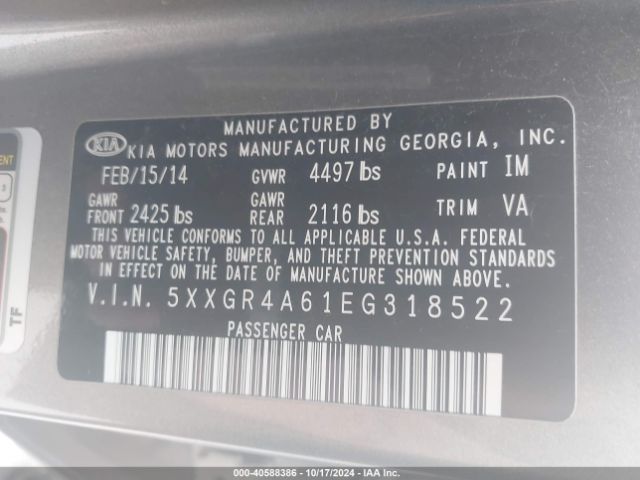 MANUFACTURED BY
KIA KIA MOTORS MANUFACTURING GEORGIA, INC.
FEB/15/14 GVWR 4497 lbs PAINT IM
GAWR FRONT 2425 lbs GAWR REAR 2116 lbs TRIM VA
THIS VEHICLE CONFORMS TO ALL APPLICABLE U.S.A. FEDERAL
MOTOR VEHICLE SAFETY, BUMPER, AND THEFT PREVENTION STANDARDS
IN EFFECT ON THE DATE OF MANUFACTURE SHOWN ABOVE.
V.I.N. 5XXGR4A61EG318522
PASSENGER CAR
TF
000-40588386 - 10/17/2024 - IAA Inc.